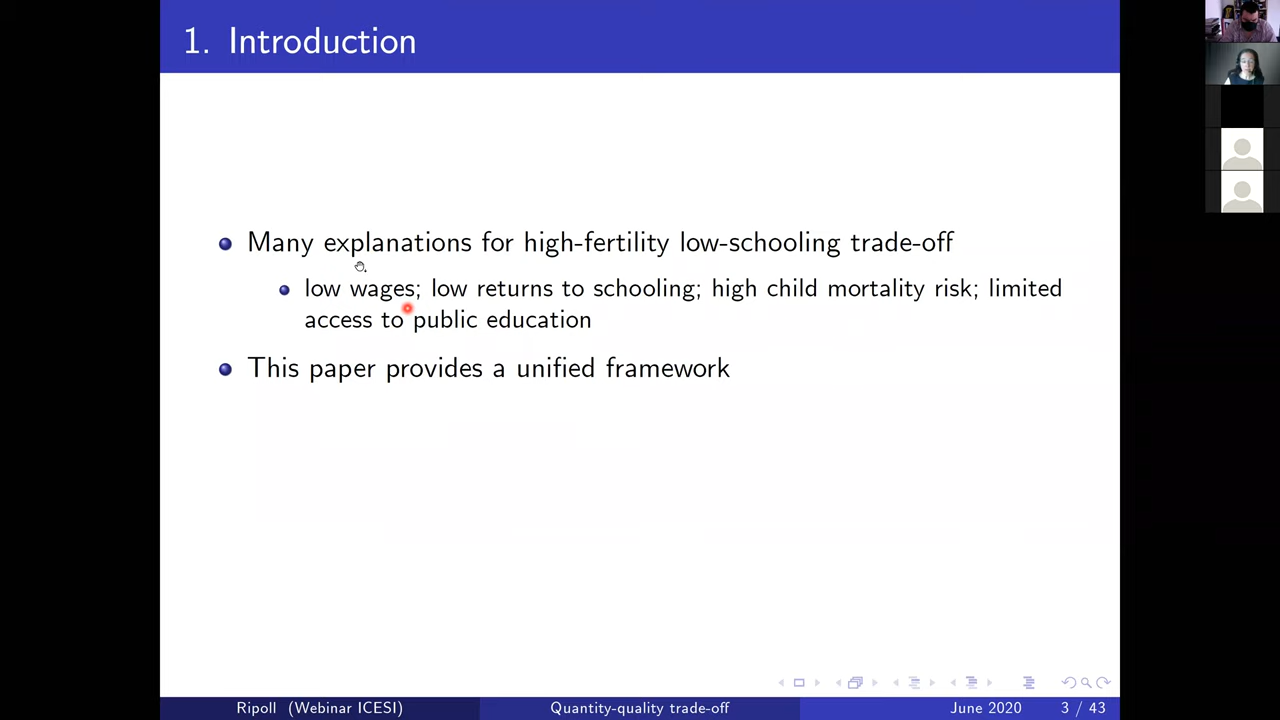 1. Introduction
Many explanations for high-fertility low-schooling trade-off
low wages; low returns to schooling; high child mortality risk; limited
access to public education
This paper provides a unified framework
Ripoll (Webinar ICESI) Quantity-quality trade-off June 2020 3 / 43